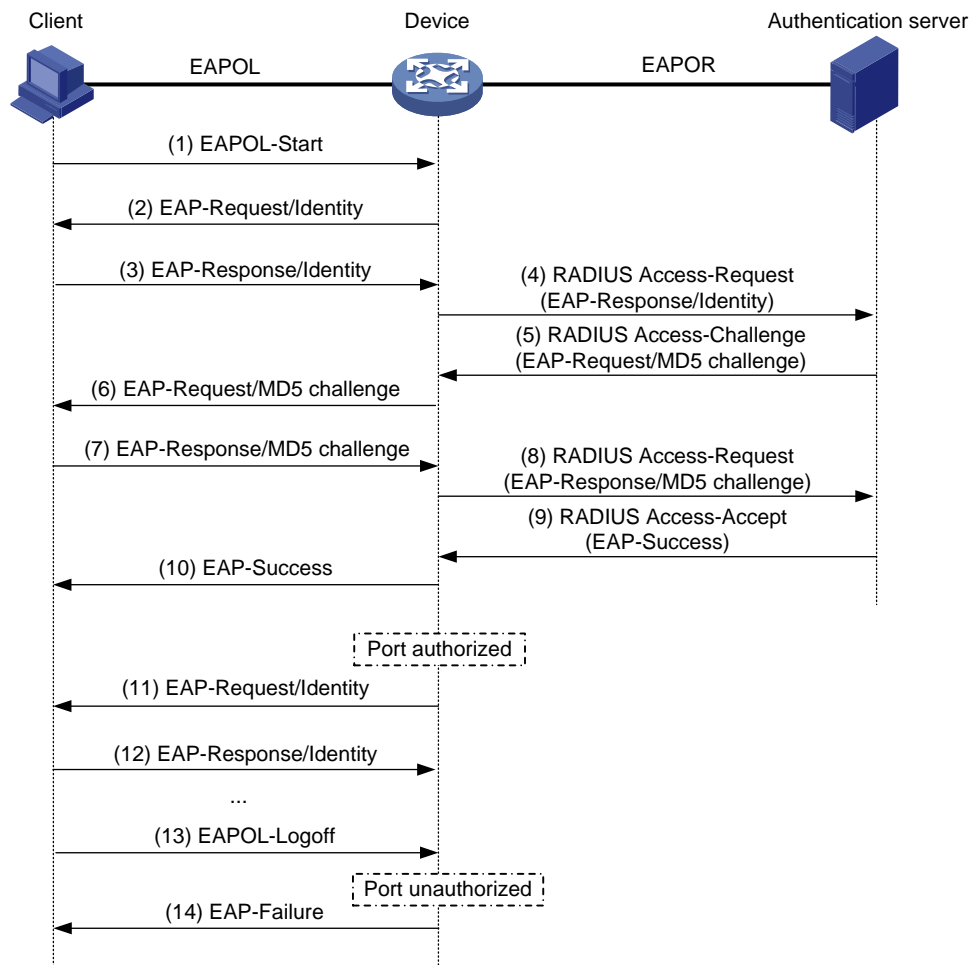 Client
Device
Authentication server
EAPOL
EAPOR
(1) EAPOL-Start
(2) EAP-Request/Identity
(3) EAP-Response/Identity
(4) RADIUS Access-Request
(EAP-Response/Identity)
(5) RADIUS Access-Challenge
(EAP-Request/MD5 challenge)
(6) EAP-Request/MD5 challenge
(7) EAP-Response/MD5 challenge
(8) RADIUS Access-Request
(EAP-Response/MD5 challenge)
(9) RADIUS Access-Accept
(EAP-Success)
(10) EAP-Success
Port authorized
(11) EAP-Request/Identity
(12) EAP-Response/Identity
...
(13) EAPOL-Logoff
Port unauthorized
(14) EAP-Failure